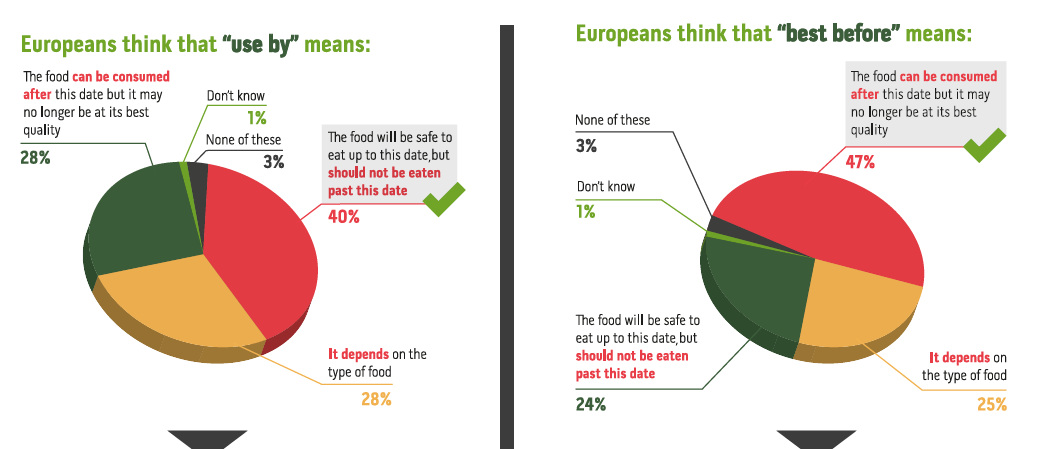 Europeans think that “use by” means:
The food can be consumed
after this date but it may
no longer be at its best
quality
28%
Don't know
1%
None of these
3%
The food will be safe to
eat up to this date,but
should not be eaten
past this date
40%
It depends on the
type of food
28%
Europeans think that “best before” means:
The food can be consumed
after this date but it may
no longer be at its best
quality
47%
None of these
3%
Don't know
1%
The food will be safe to
eat up to this date,but
should not be eaten
past this date
24%
It depends on
the type of food
25%